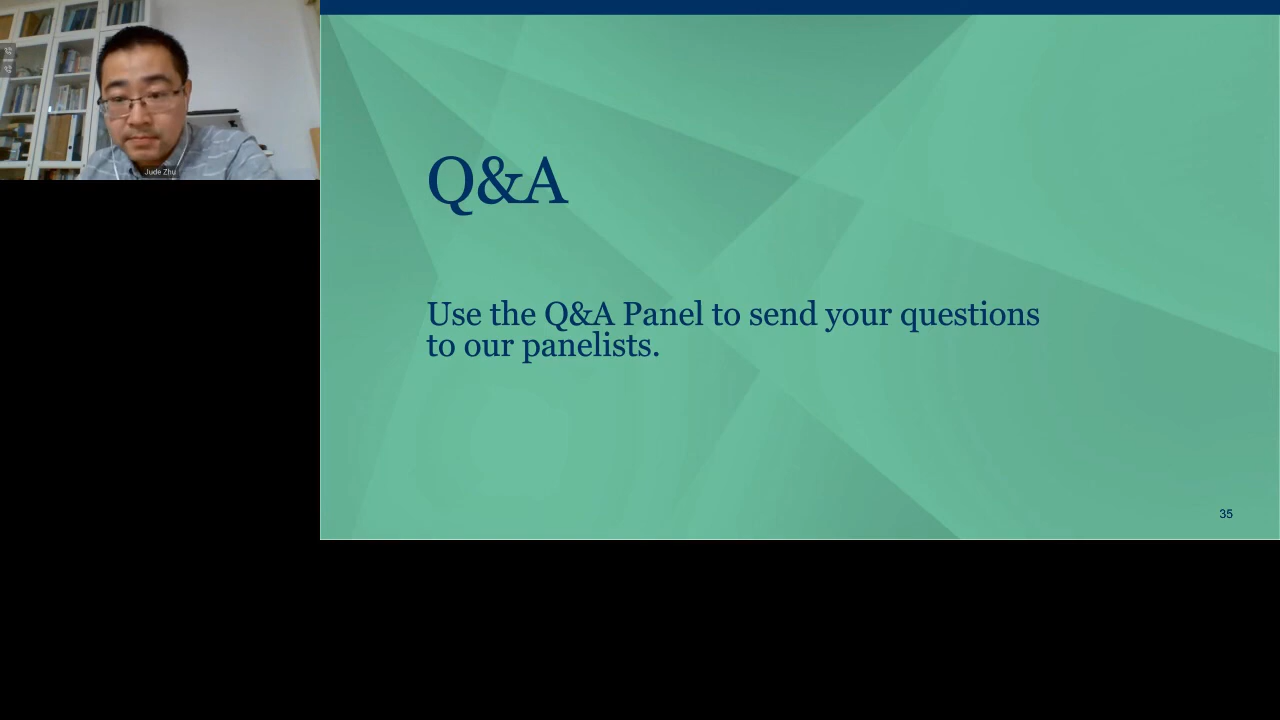 Jude Zhu
Q&A
Use the Q&A Panel to send your questions
to our panelists.
35